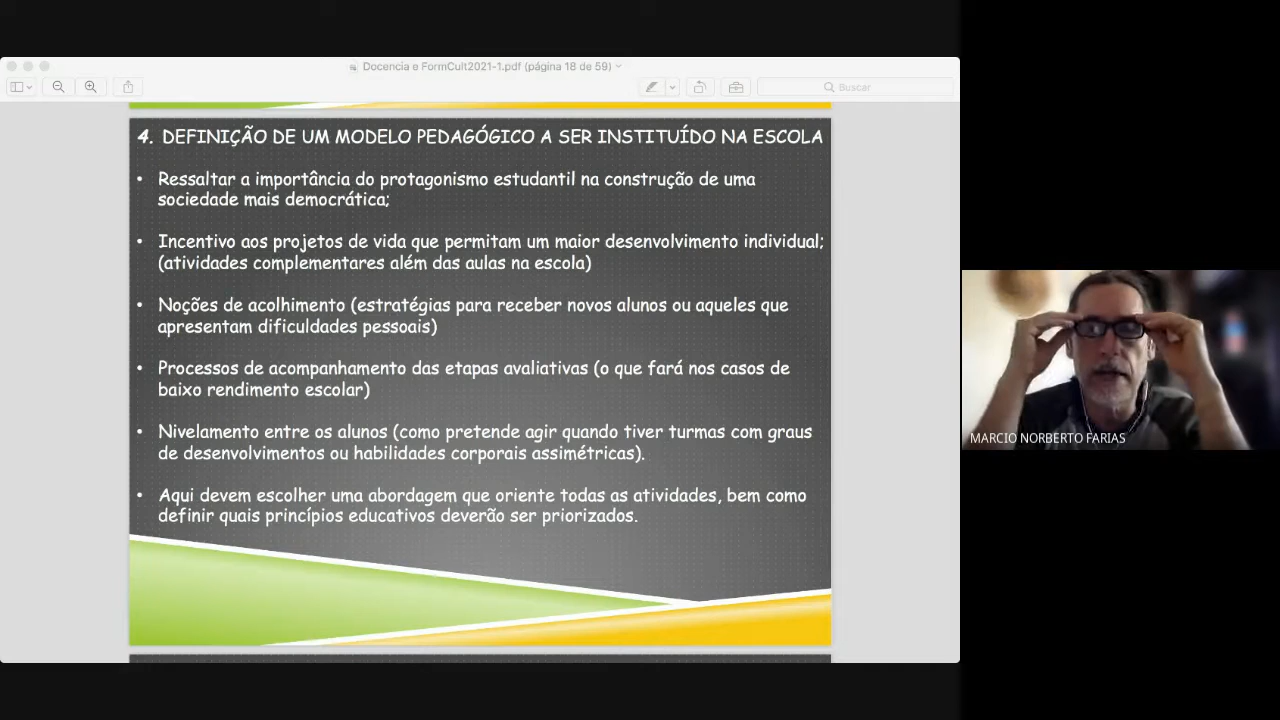 Docencia e FormCult2021-1.pdf (página 18 de 59)
Buscar
4. DEFINIÇÃO DE UM MODELO PEDAGÓGICO A SER INSTITUÍDO NA ESCOLA
• Ressaltar a importância do protagonismo estudantil na construção de uma
sociedade mais democrática;
• Incentivo aos projetos de vida que permitam um maior desenvolvimento individual;
(atividades complementares além das aulas na escola)
• Noções de acolhimento (estratégias para receber novos alunos ou aqueles que
apresentam dificuldades pessoais)
• Processos de acompanhamento das etapas avaliativas (o que fará nos casos de
baixo rendimento escolar)
• Nivelamento entre os alunos (como pretende agir quando tiver turmas com graus
de desenvolvimentos ou habilidades corporais assimétricas).
• Aqui devem escolher uma abordagem que oriente todas as atividades, bem como
definir quais princípios educativos deverão ser priorizados.
MARCIO NORBERTO FARIAS